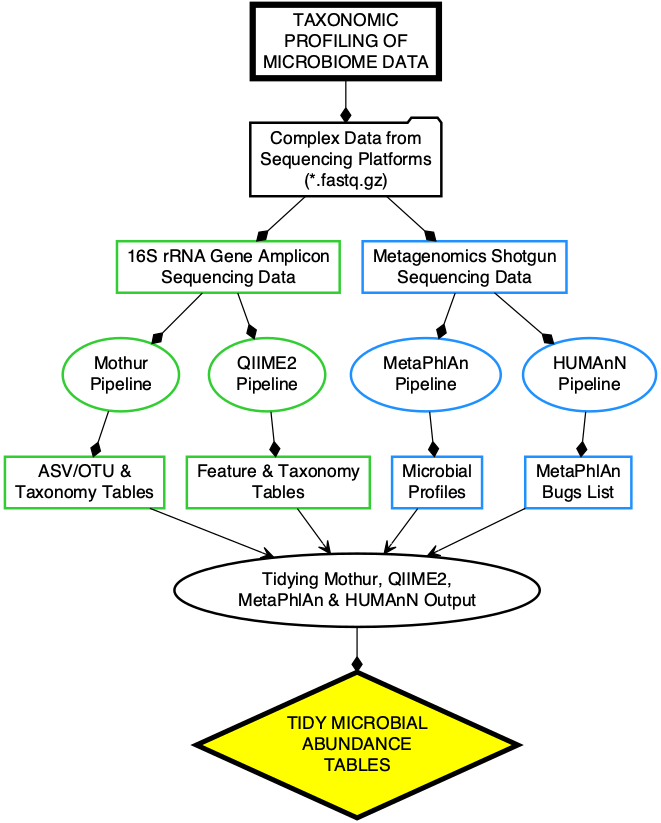 TAXONOMIC
PROFILING OF
MICROBIOME DATA
Complex Data from
Sequencing Platforms
(*.fastq.gz)
16S rRNA Gene Amplicon
Sequencing Data
Metagenomics Shotgun
Sequencing Data
Mothur
Pipeline
QIIME2
Pipeline
MetaPhlAn
Pipeline
HUMAnN
Pipeline
ASV/OTU &
Taxonomy Tables
Feature & Taxonomy
Tables
Microbial
Profiles
MetaPhlAn
Bugs List
Tidying Mothur, QIIME2,
MetaPhlAn & HUMAnN Output
TIDY MICROBIAL
ABUNDANCE
TABLES